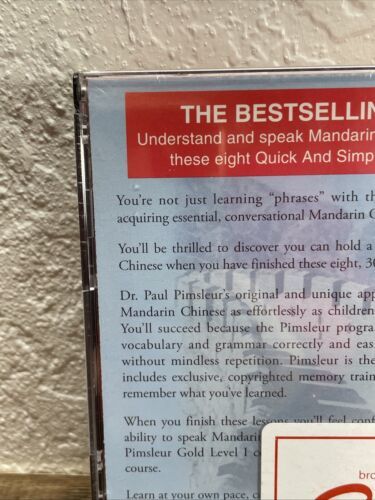 THE BESTSELLIN
Understand and speak Mandarin
these eight Quick And Simp
You're not just learning "phrases" with th
acquiring essential, conversational Mandarin C
You'll be thrilled to discover you can hold a
Chinese when you have finished these eight, 30
Dr. Paul Pimsleur's original and unique app
Mandarin Chinese as effortlessly as children
You'll succeed because the Pimsleur progra
vocabulary and grammar correctly and eas
without mindless repetition. Pimsleur is the
includes exclusive, copyrighted memory train
remember what you've learned.
When you finish these lessons you'll feel conf
ability to speak Mandarin
Pimsleur Gold Level 1 c
course.
Learn at your own pace,
bro